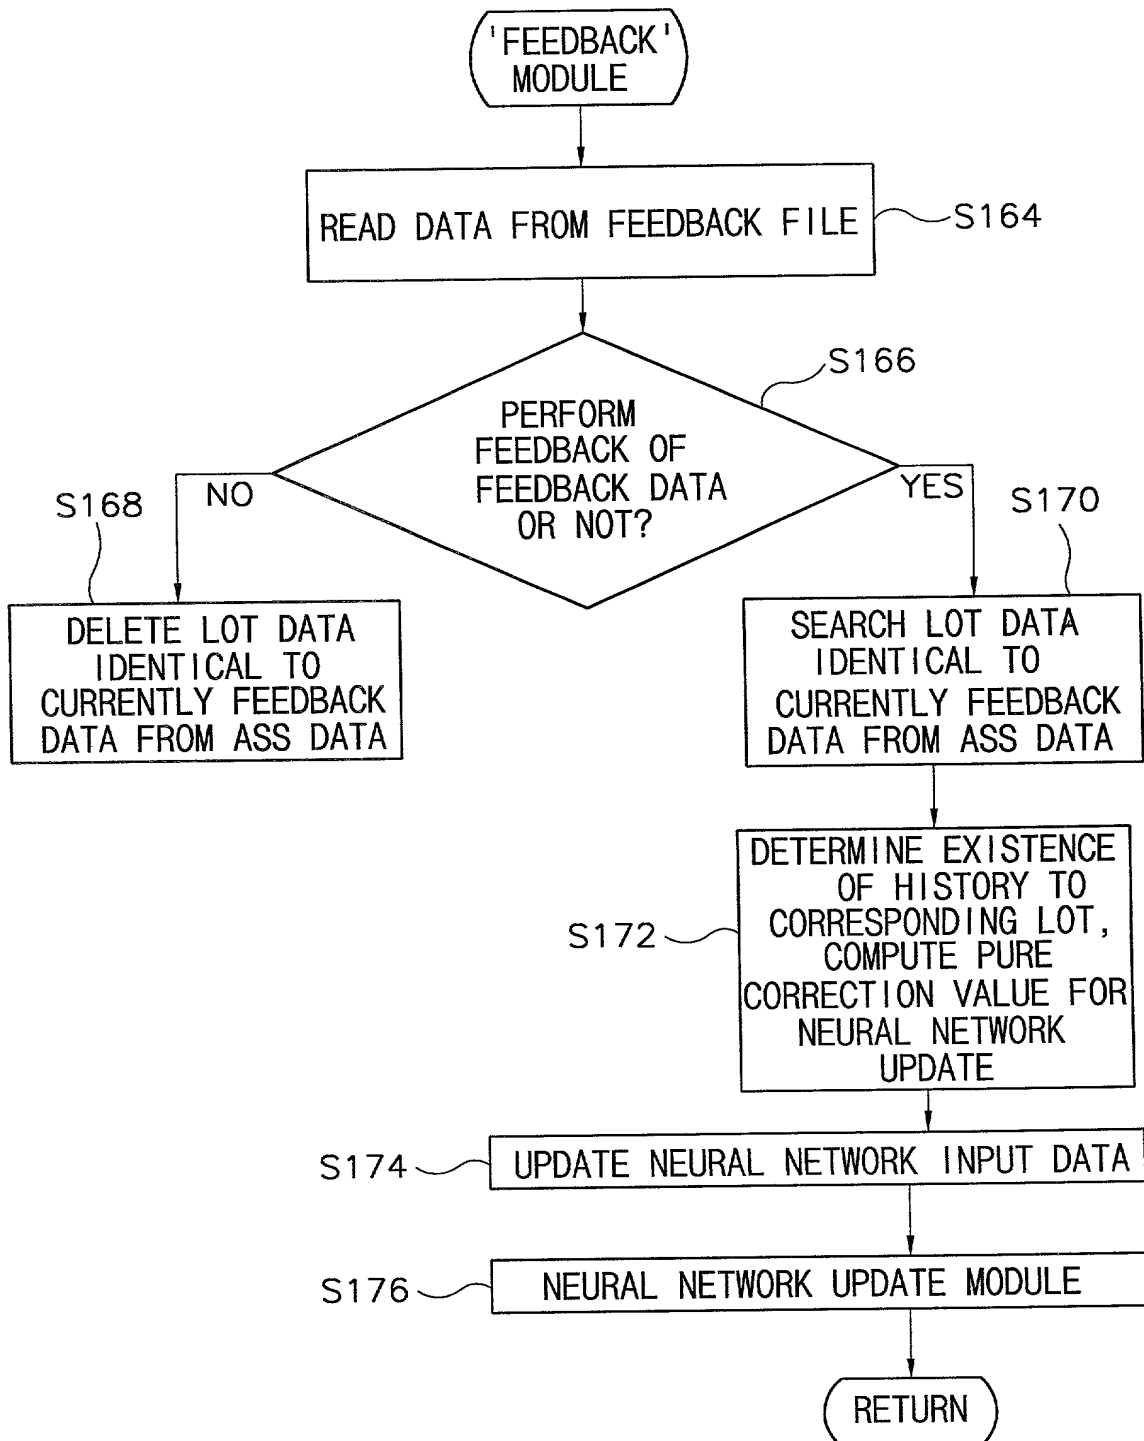 'FEEDBACK'
MODULE
READ DATA FROM FEEDBACK FILE
S164
S166
PERFORM
FEEDBACK OF
FEEDBACK DATA
OR NOT?
NO
YES
S168
S170
DELETE LOT DATA
IDENTICAL TO
CURRENTLY FEEDBACK
DATA FROM ASS DATA
SEARCH LOT DATA
IDENTICAL TO
CURRENTLY FEEDBACK
DATA FROM ASS DATA
S172
DETERMINE EXISTENCE
OF HISTORY TO
CORRESPONDING LOT,
COMPUTE PURE
CORRECTION VALUE FOR
NEURAL NETWORK
UPDATE
S174
UPDATE NEURAL NETWORK INPUT DATA
S176
NEURAL NETWORK UPDATE MODULE
RETURN